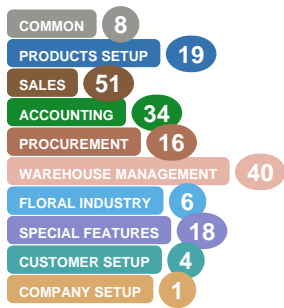 COMMON 8
PRODUCTS SETUP 19
SALES 51
ACCOUNTING 34
PROCUREMENT 16
WAREHOUSE MANAGEMENT 40
FLORAL INDUSTRY 6
SPECIAL FEATURES 18
CUSTOMER SETUP 4
COMPANY SETUP 1